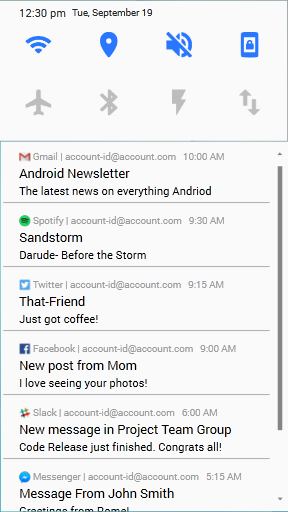 12:30 pm Tue, September 19
Gmail | account-id@account.com 10:00 AM
Android Newsletter
The latest news on everything Andriod
Spotify | account-id@account.com 9:30 AM
Sandstorm
Darude- Before the Storm
Twitter | account-id@account.com 9:15 AM
That-Friend
Just got coffee!
Facebook | account-id@account.com 9:00 AM
New post from Mom
I love seeing your photos!
Slack | account-id@account.com 6:00 AM
New message in Project Team Group
Code Release just finished. Congrats all!
Messenger | account-id@account.com 5:15 AM
Message From John Smith
Greetings from Rome!